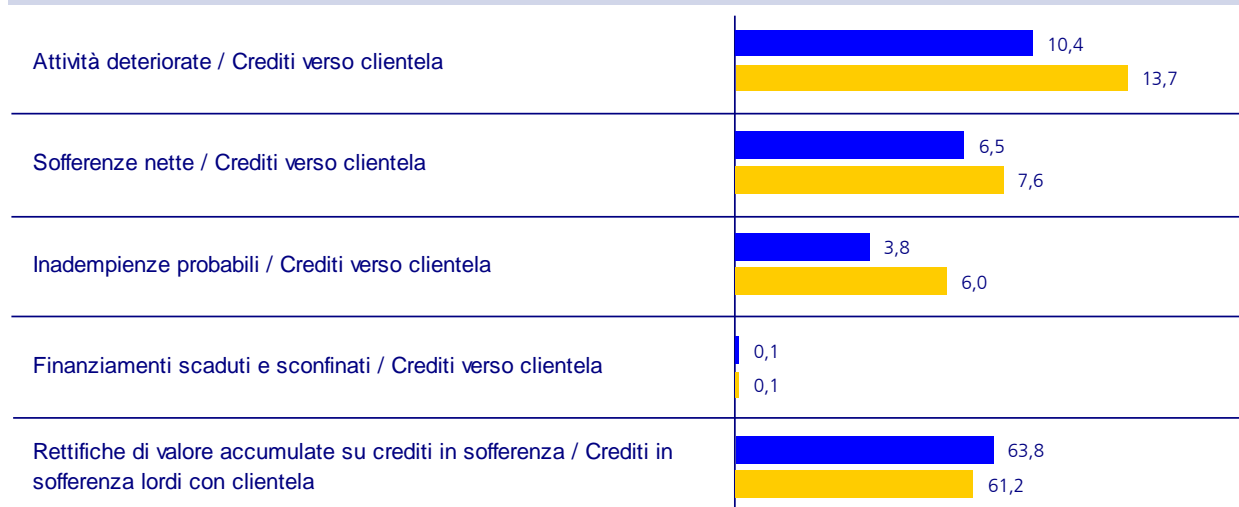 Attività deteriorate / Crediti verso clientela
10,4
13,7
Sofferenze nette / Crediti verso clientela
6,5
7,6
Inadempienze probabili / Crediti verso clientela
3,8
6,0
Finanziamenti scaduti e sconfinati / Crediti verso clientela
0,1
0,1
Rettifiche di valore accumulate su crediti in sofferenza / Crediti in
sofferenza lordi con clientela
63,8
61,2